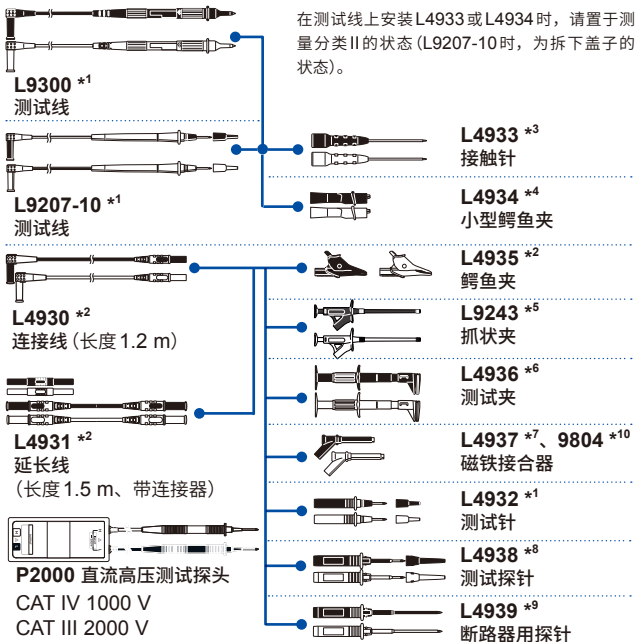 在测试线上安装L4933或L4934时，请置于测
量分类II的状态（L9207-10时，为拆下盖子的
状态）。
L9300 *1
测试线
L9207-10 *1
测试线
L4930 *2
连接线（长度1.2 m）
L4931 *2
延长线
（长度1.5 m、带连接器）
P2000 直流高压测试探头
CAT IV 1000 V
CAT III 2000 V
L4933 *3
接触针
L4934 *4
小型鳄鱼夹
L4935 *2
鳄鱼夹
L9243 *5
抓状夹
L4936 *6
测试夹
L4937 *7、9804 *10
磁铁接合器
L4932 *1
测试针
L4938 *8
测试探针
L4939 *9
断路器用探针